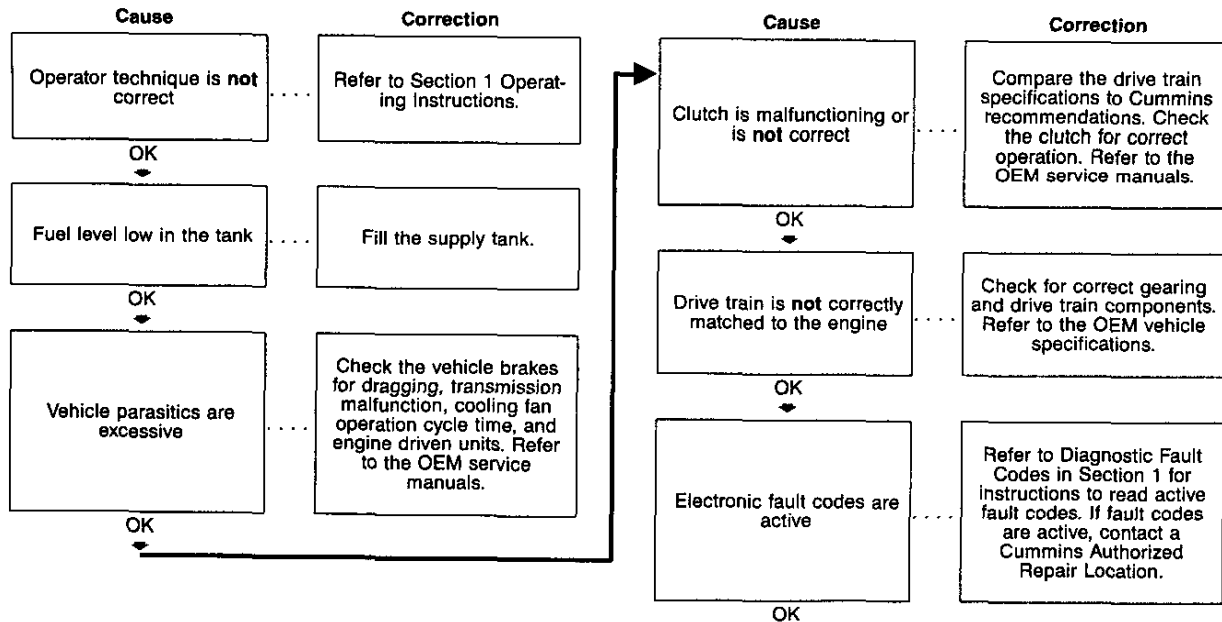 Cause
Correction
Operator technique is not
correct
. . . .
Refer to Section 1 Operat-
ing Instructions.
OK
Fuel level low in the tank
. . . .
Fill the supply tank.
OK
Vehicle parasitics are
excessive
. . . .
Check the vehicle brakes
for dragging, transmission
malfunction, cooling fan
operation cycle time, and
engine driven units. Refer
to the OEM service
manuals.
OK
Cause
Correction
Clutch is malfunctioning or
is not correct
. . . .
Compare the drive train
specifications to Cummins
recommendations. Check
the clutch for correct
operation. Refer to the
OEM service manuals.
OK
Drive train is not correctly
matched to the engine
. . . .
Check for correct gearing
and drive train components.
Refer to the OEM vehicle
specifications.
OK
Electronic fault codes are
active
. . . .
Refer to Diagnostic Fault
Codes in Section 1 for
instructions to read active
fault codes. If fault codes
are active, contact a
Cummins Authorized
Repair Location.
OK